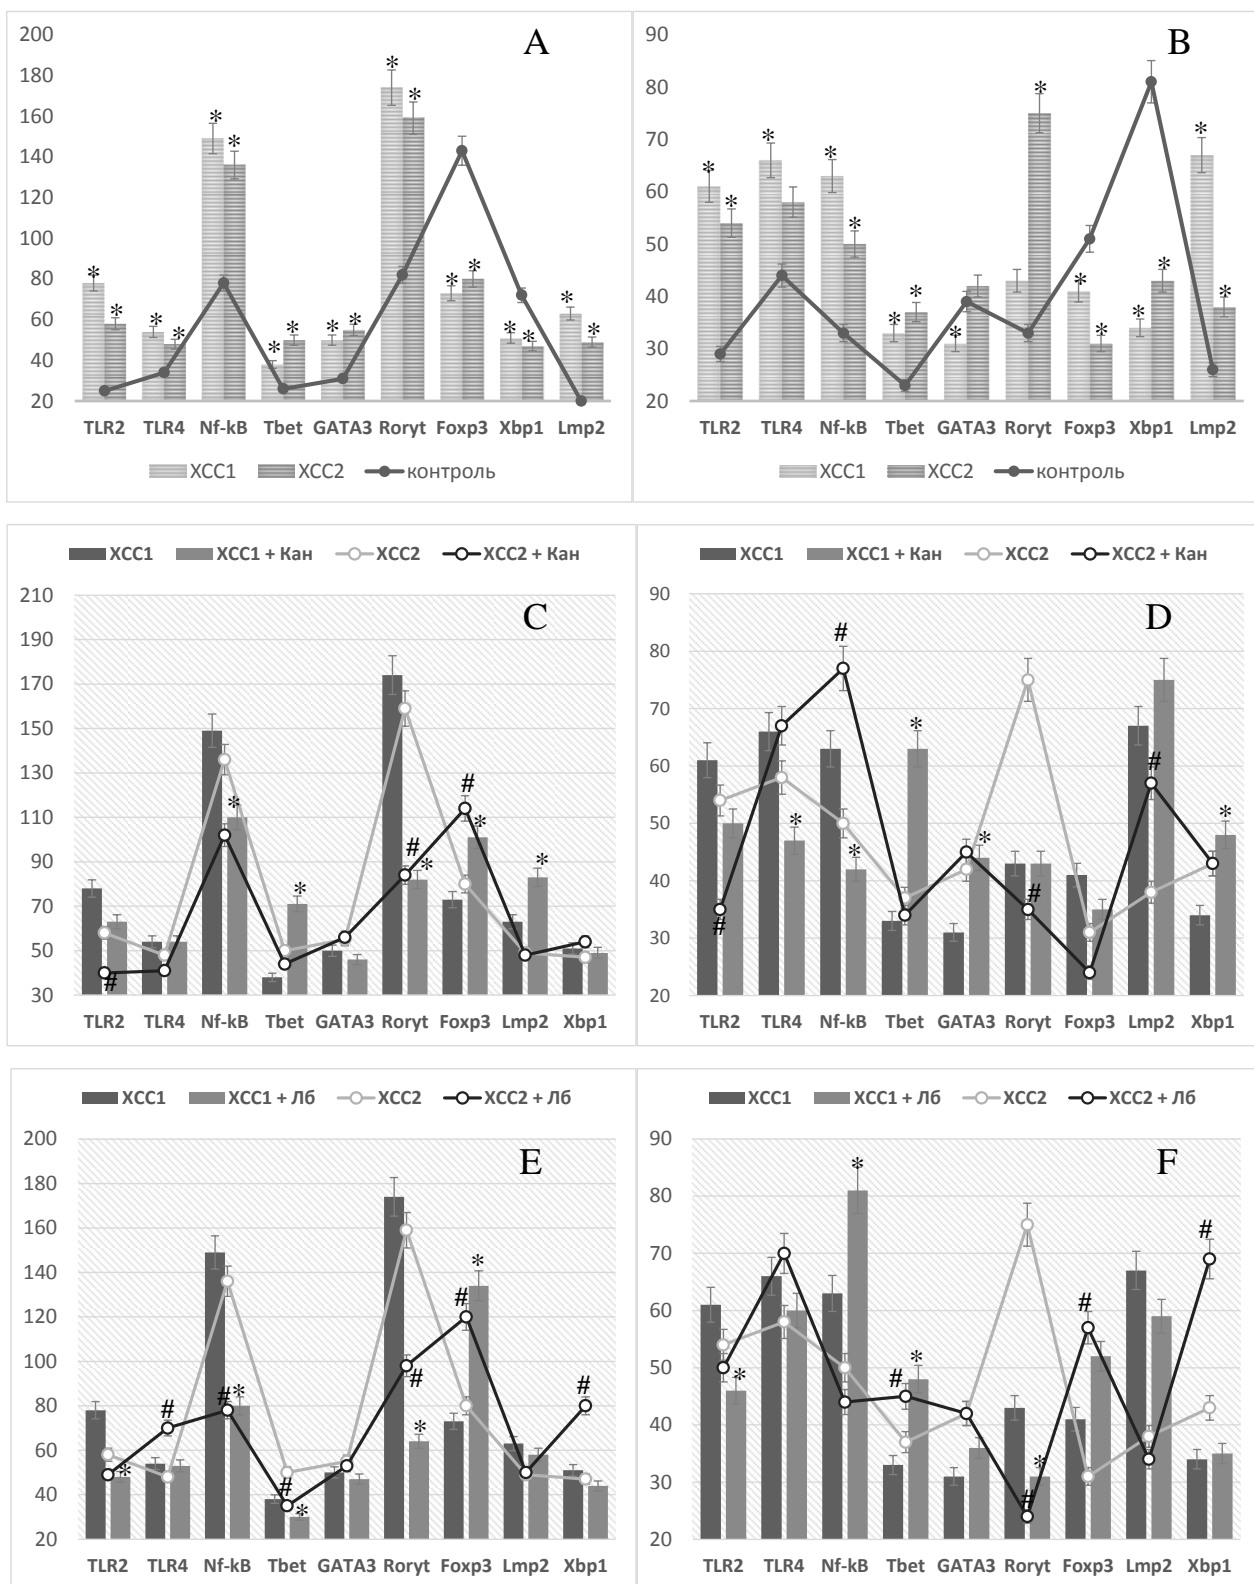 A
200
180
160
140
120
100
80
60
40
20
* * * * * * * * * * * * * * * * * *
TLR2 TLR4 Nf-kB Tbet GATA3 Roryt Foxp3 Xbp1 Lmp2
ХСС1 ХСС2 контроль
B
90
80
70
60
50
40
30
20
* * * * * * * * * * * * * * *
TLR2 TLR4 Nf-kB Tbet GATA3 Roryt Foxp3 Xbp1 Lmp2
ХСС1 ХСС2 контроль
ХСС1 ХСС1 + Кан ХСС2 ХСС2 + Кан
C
210
190
170
150
130
110
90
70
50
30
# * * # * # * *
TLR2 TLR4 Nf-kB Tbet GATA3 Roryt Foxp3 Lmp2 Xbp1
ХСС1 ХСС1 + Кан ХСС2 ХСС2 + Кан
D
90
80
70
60
50
40
30
20
# * # * * * # # *
TLR2 TLR4 Nf-kB Tbet GATA3 Roryt Foxp3 Lmp2 Xbp1
ХСС1 ХСС1 + Лб ХСС2 ХСС2 + Лб
E
200
180
160
140
120
100
80
60
40
20
* # # * # * # * # * #
TLR2 TLR4 Nf-kB Tbet GATA3 Roryt Foxp3 Lmp2 Xbp1
ХСС1 ХСС1 + Лб ХСС2 ХСС2 + Лб
F
90
80
70
60
50
40
30
20
* * # * # * # #
TLR2 TLR4 Nf-kB Tbet GATA3 Roryt Foxp3 Lmp2 Xbp1